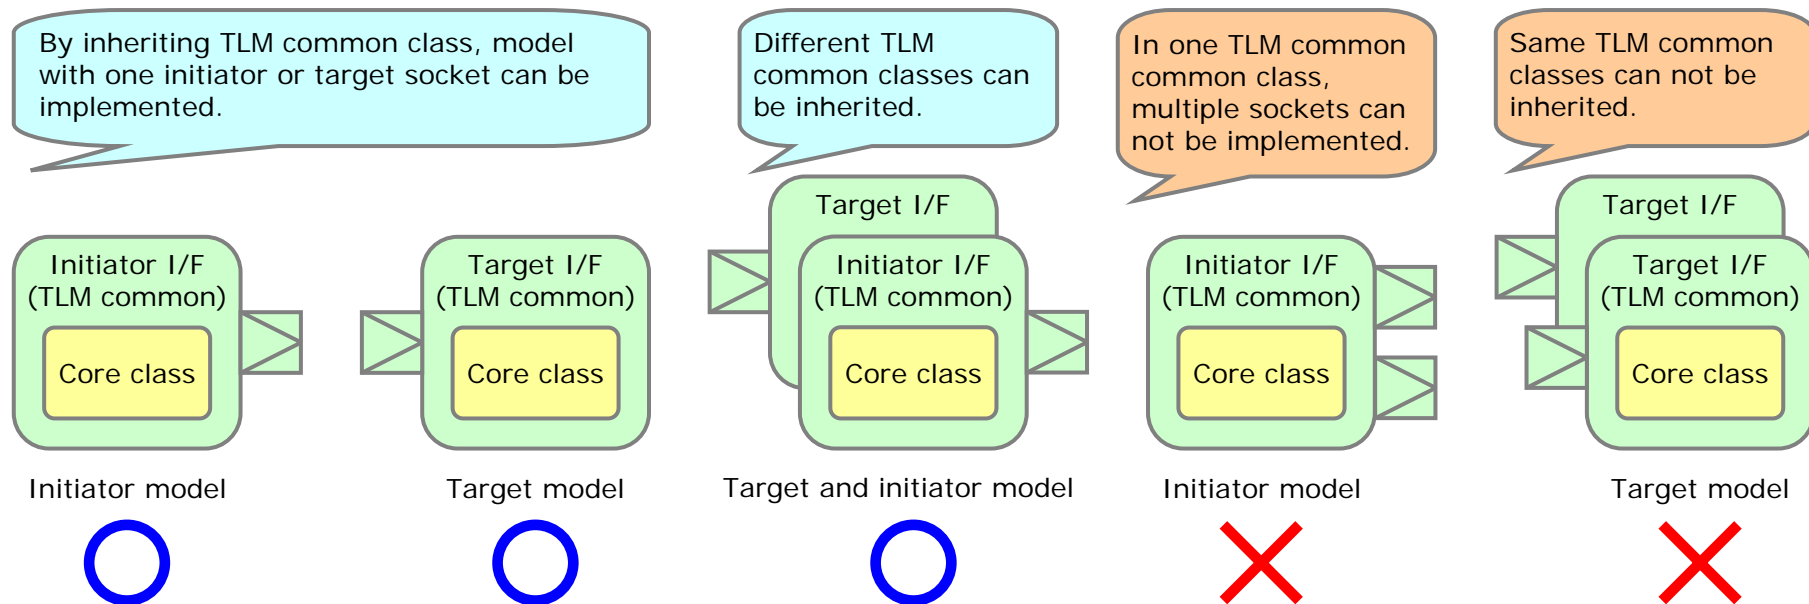 By inheriting TLM common class, model
with one initiator or target socket can be
implemented.
Different TLM
common classes can
be inherited.
In one TLM common
common class,
multiple sockets can
not be implemented.
Same TLM common
classes can not be
inherited.
Initiator I/F
(TLM common)
Core class
Target I/F
(TLM common)
Core class
Target I/F
Initiator I/F
(TLM common)
Core class
Initiator I/F
(TLM common)
Core class
Target I/F
Target I/F
(TLM common)
Core class
Initiator model
Target model
Target and initiator model
Initiator model
Target model